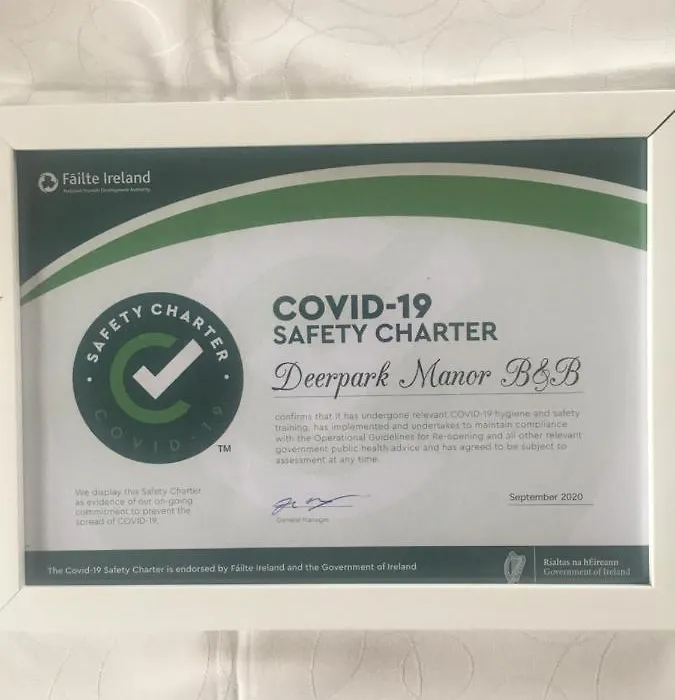 Fáilte Ireland
National Tourism Development Authority
SAFETY CHARTER
COVID-19
TM
COVID-19
SAFETY CHARTER
Deerpark Manor B&B
confirms that it has undergone relevant COVID-19 hygiene and safety
training, has implemented and undertakes to maintain compliance
with the Operational Guidelines for Re-opening and all other relevant
government public health advice and has agreed to be subject to
assessment at any time.
We display this Safety Charter
as evidence of our on-going
commitment to prevent the
spread of COVID-19.
General Manager
September 2020
The Covid-19 Safety Charter is endorsed by Fáilte Ireland and the Government of Ireland
Rialtas na hÉireann
Government of Ireland